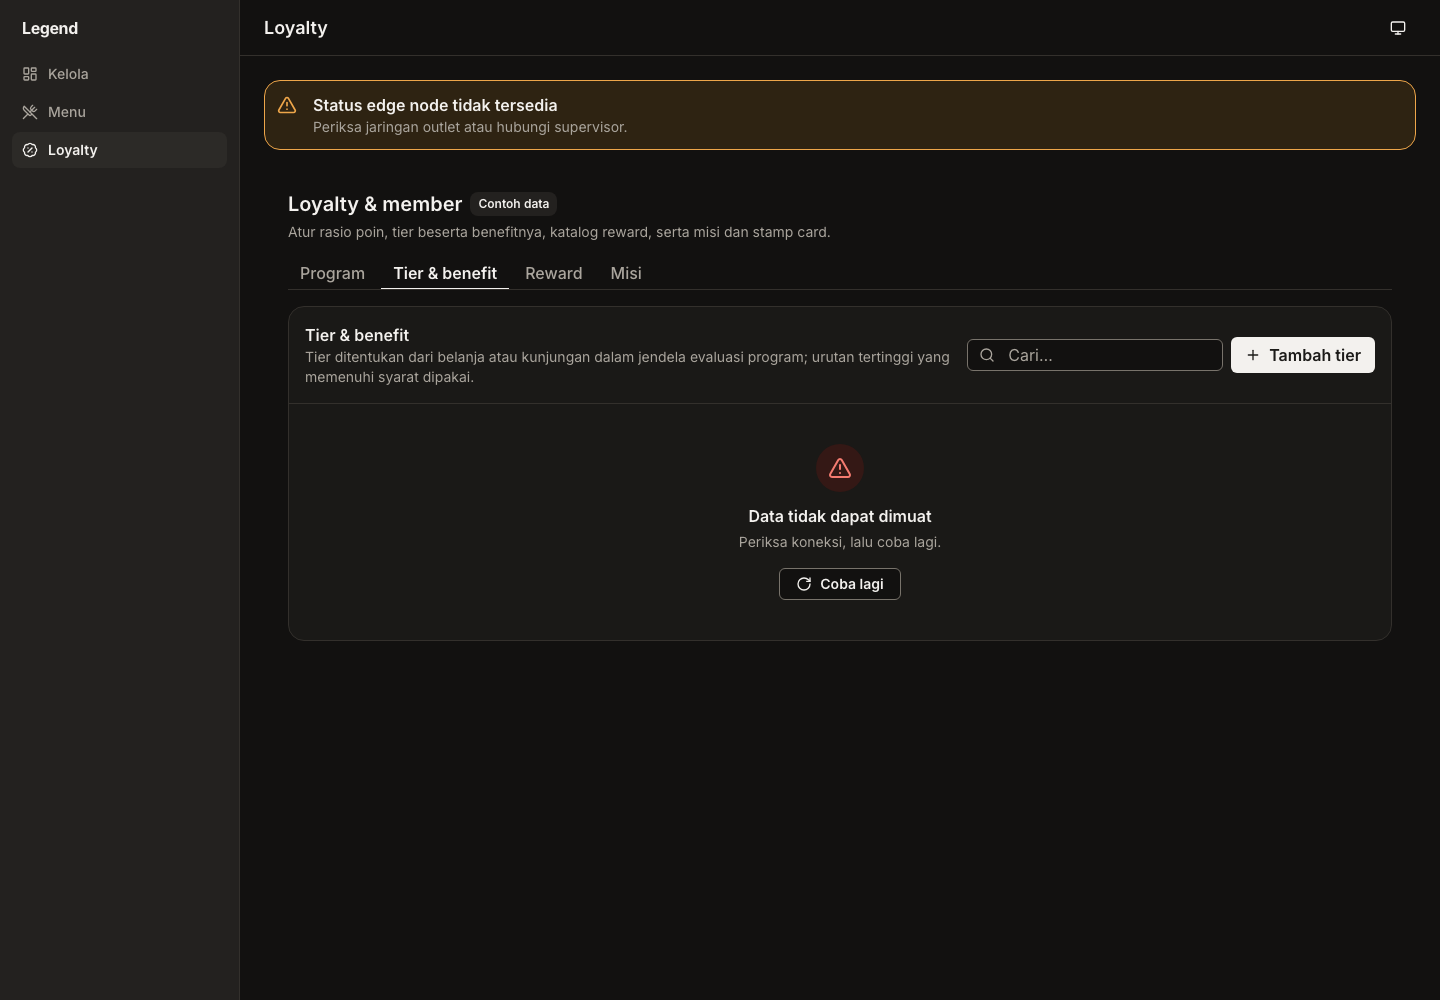 Legend
Kelola
Menu
Loyalty
Loyalty
Status edge node tidak tersedia
Periksa jaringan outlet atau hubungi supervisor.
Loyalty & member
Contoh data
Atur rasio poin, tier beserta benefitnya, katalog reward, serta misi dan stamp card.
Program
Tier & benefit
Reward
Misi
Tier & benefit
Tier ditentukan dari belanja atau kunjungan dalam jendela evaluasi program; urutan tertinggi yang
memenuhi syarat dipakai.
Cari...
Tambah tier
Data tidak dapat dimuat
Periksa koneksi, lalu coba lagi.
Coba lagi